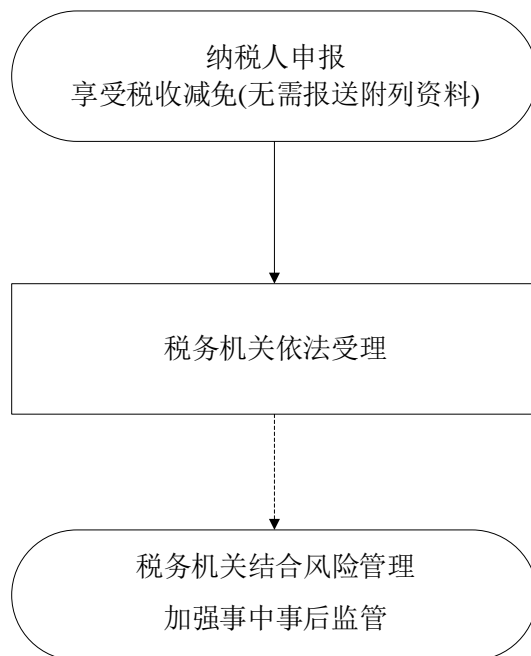 纳税人申报
享受税收减免(无需报送附列资料)
税务机关依法受理
税务机关结合风险管理
加强事中事后监管